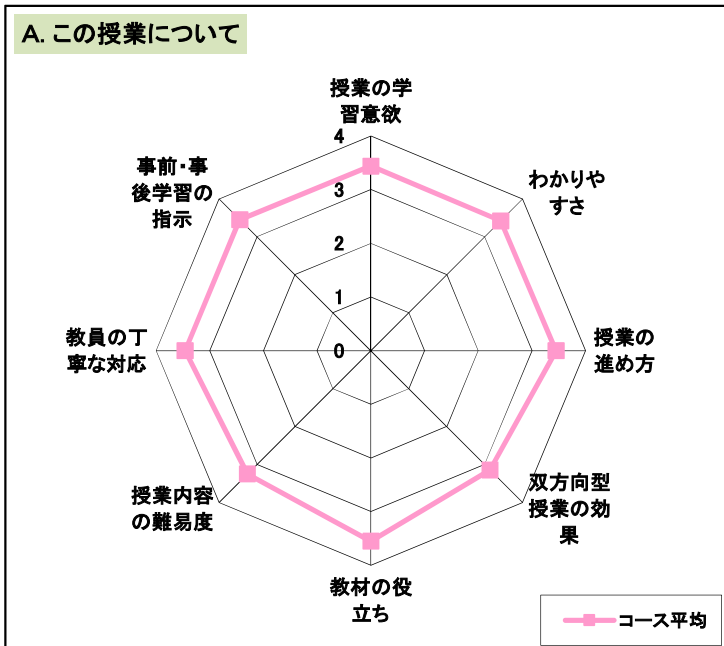 A. この授業について
授業の学
習意欲
4
事前・事
後学習の
指示
わかりや
すさ
3
2
1
教員の丁
寧な対応
0
授業の
進め方
授業内容
の難易度
双方向型
授業の効
果
教材の役
立ち
コース平均